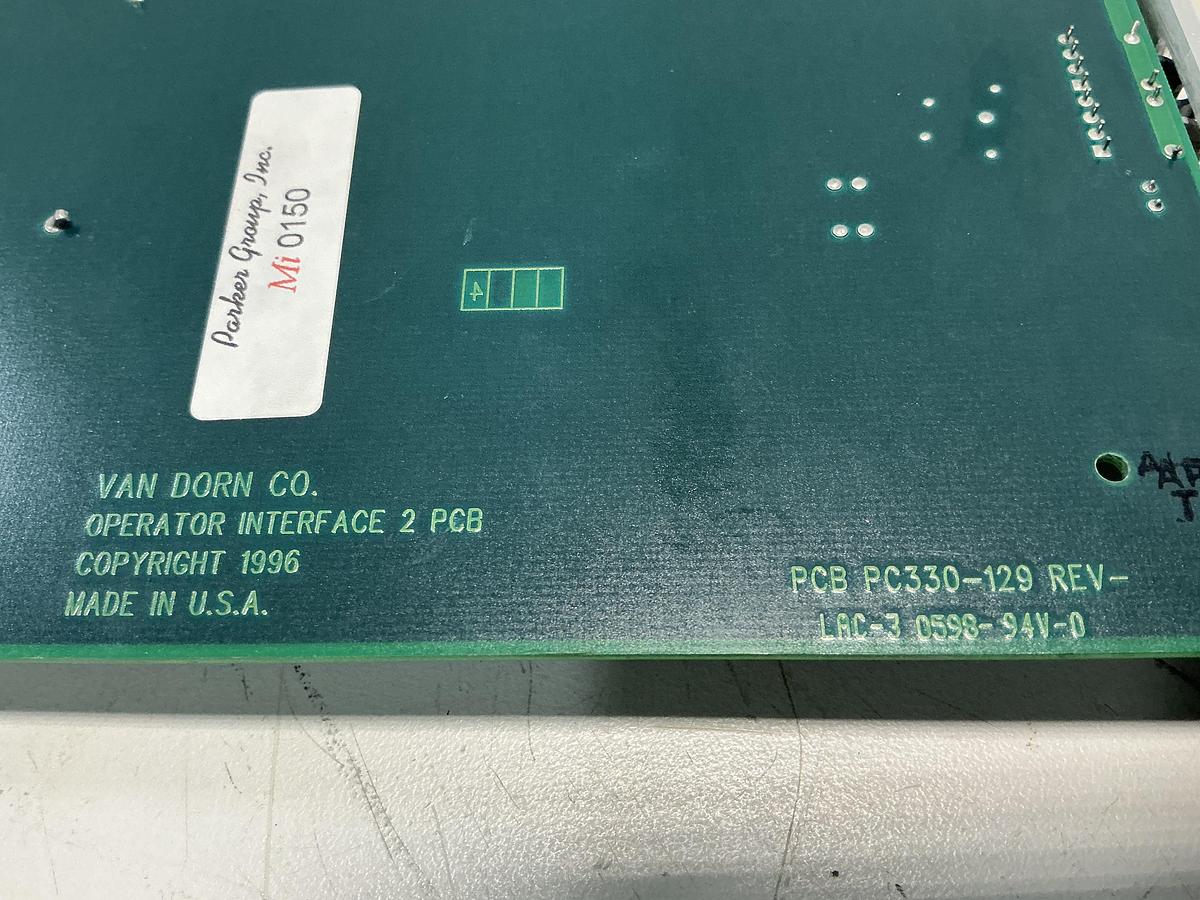 Parker Group, Inc.
Mi 0150
4
VAN DORN CO.
OPERATOR INTERFACE 2 PCB
COPYRIGHT 1996
MADE IN U.S.A.
PCB PC330-129 REV-
LAC-3 0598-94V-0